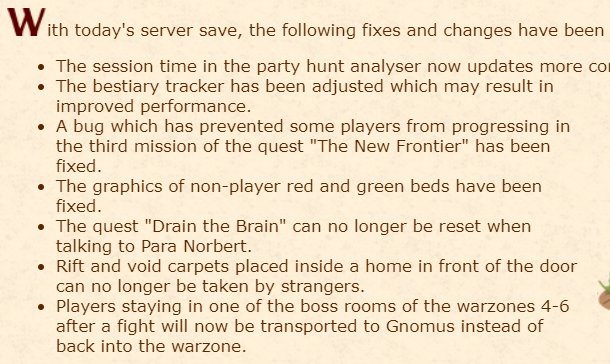 With today's server save, the following fixes and changes have been
The session time in the party hunt analyser now updates more
The bestiary tracker has been adjusted which may result in
improved performance.
A bug which has prevented some players from progressing in
the third mission of the quest "The New Frontier" has been
fixed.
The graphics of non-player red and green beds have been
fixed.
The quest "Drain the Brain" can no longer be reset when
talking to Para Norbert.
Rift and void carpets placed inside a home in front of the door
can no longer be taken by strangers.
Players staying in one of the boss rooms of the warzones 4-6
after a fight will now be transported to Gnomus instead of
back into the warzone.